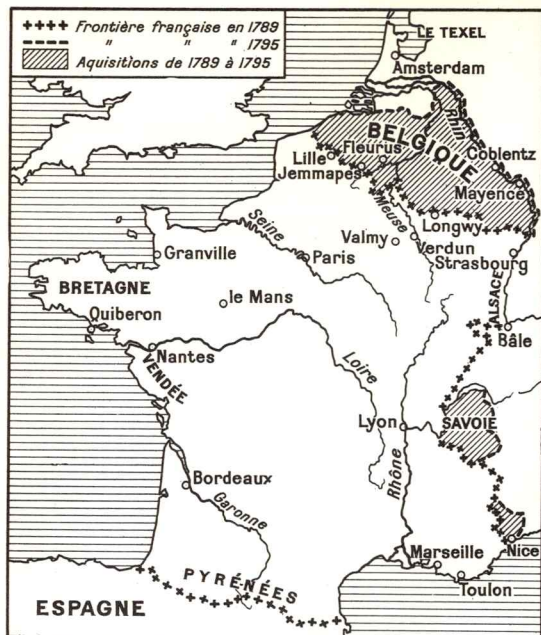 ++++ Frontière française en 1789
---- " " " 1795
Aquisitions de 1789 à 1795
LE TEXEL
Amsterdam
Rhin
BELGIQUE
Fleurus
Lille
Jemmapes
Coblentz
Mayence
Meuse
Longwy
Valmy
Verdun
Strasbourg
Seine
Granville
Paris
ALSACE
BRETAGNE
le Mans
Quiberon
Bâle
Nantes
Loire
VENDÉE
Lyon
SAVOIE
Rhône
Bordeaux
Garonne
Nice
Marseille
Toulon
PYRÉNÉES
ESPAGNE